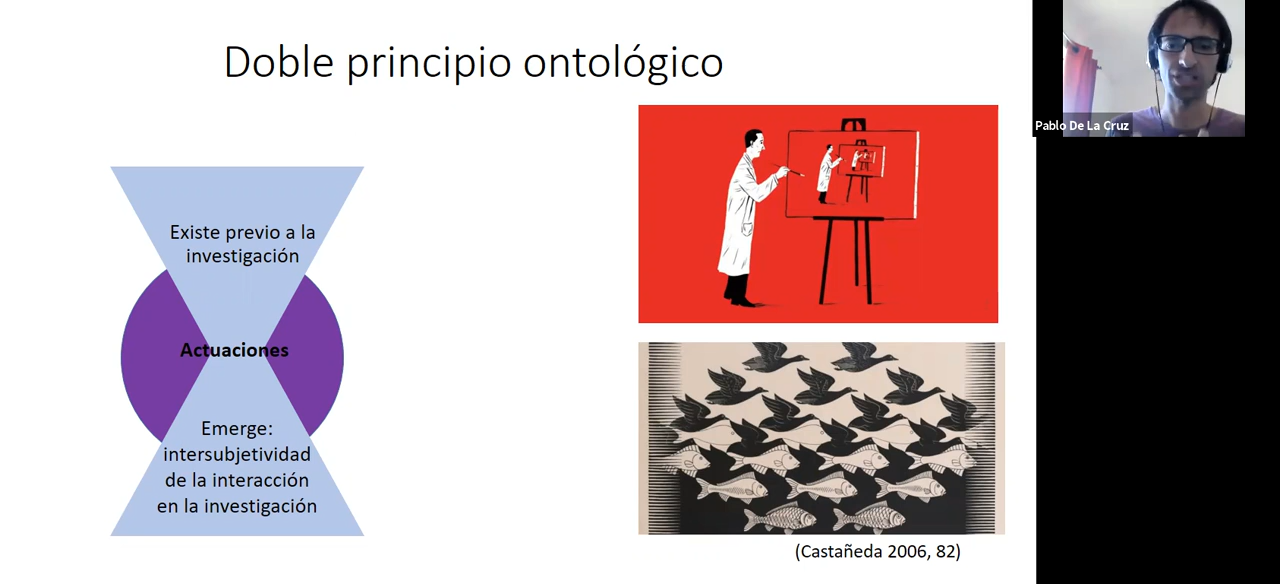 Doble principio ontológico
Pablo De La Cruz
Existe previo a la
investigación
Actuaciones
Emerge:
intersubjetividad
de la interacción
en la investigación
(Castañeda 2006, 82)